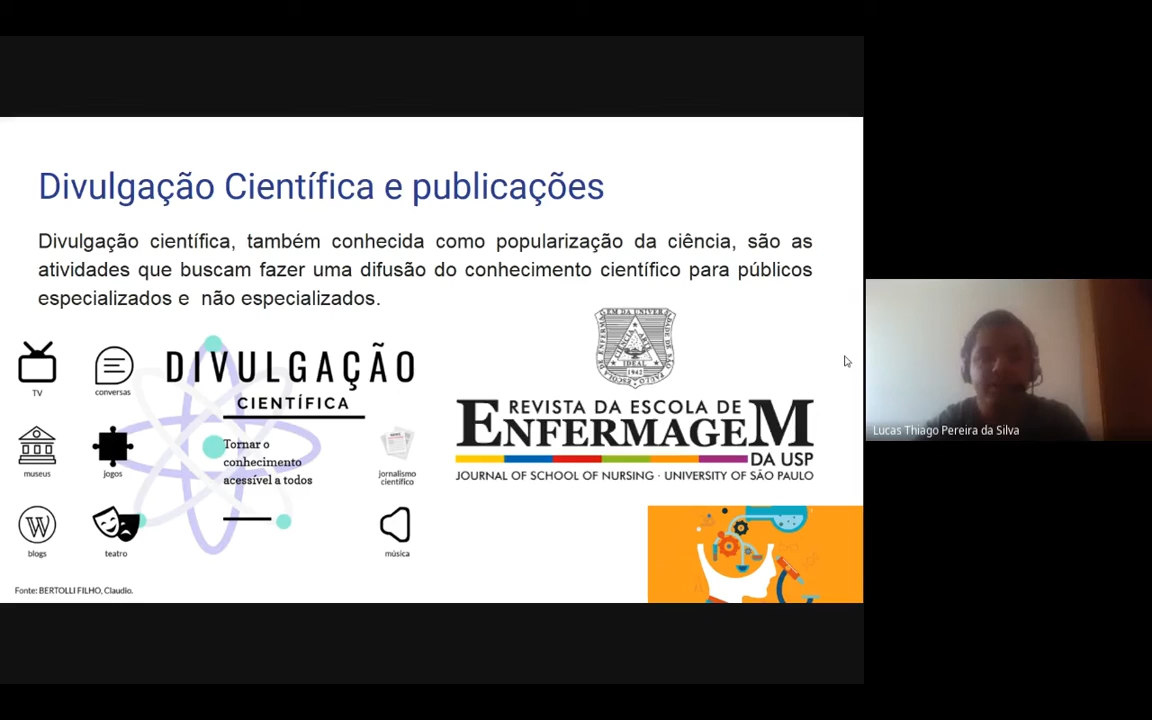 Divulgação Científica e publicações
Divulgação científica, também conhecida como popularização da ciência, são as
atividades que buscam fazer uma difusão do conhecimento científico para públicos
especializados e não especializados.
TV
conversas
museus
jogos
blogs
teatro
DIVULGAÇÃO
CIENTÍFICA
Tornar o
conhecimento
acessível a todos
jornalismo
científico
música
IDEAL
1942
REVISTA DA ESCOLA DE
ENFERMAGEM
DA USP
JOURNAL OF SCHOOL OF NURSING · UNIVERSITY OF SÃO PAULO
Fonte: BERTOLLI FILHO, Claudio.
Lucas Thiago Pereira da Silva